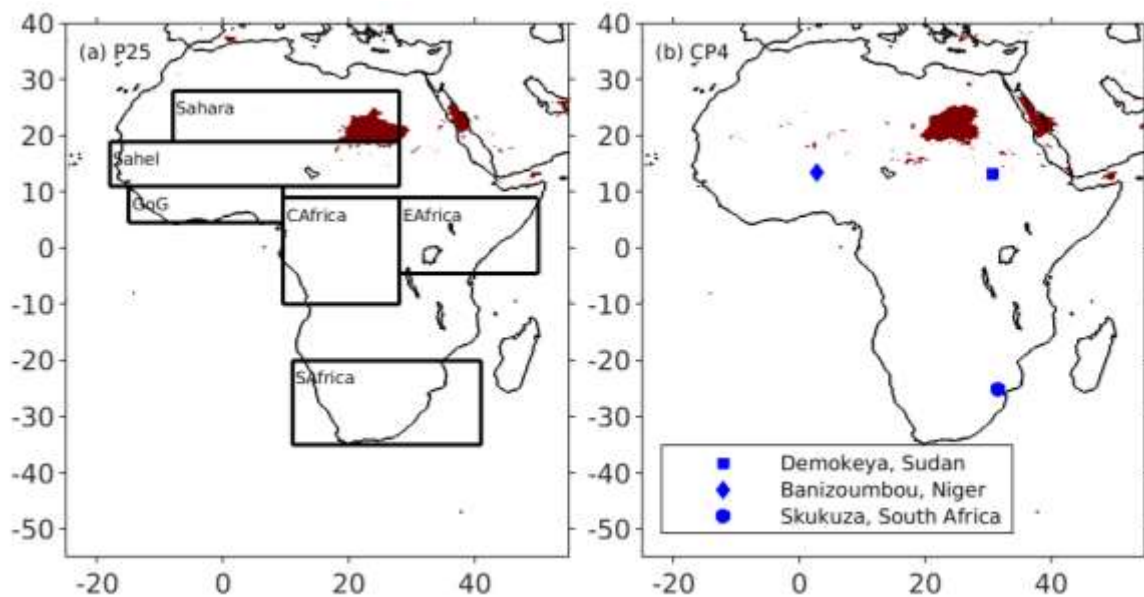 40
30
20
10
0
-10
-20
-30
-40
-50
(a) P25
Sahara
Sahel
GoG
CAfrica
EAfrica
SAfrica
-20 0 20 40
40
30
20
10
0
-10
-20
-30
-40
-50
(b) CP4
Demokeya, Sudan
Banizoumbou, Niger
Skukuza, South Africa
-20 0 20 40